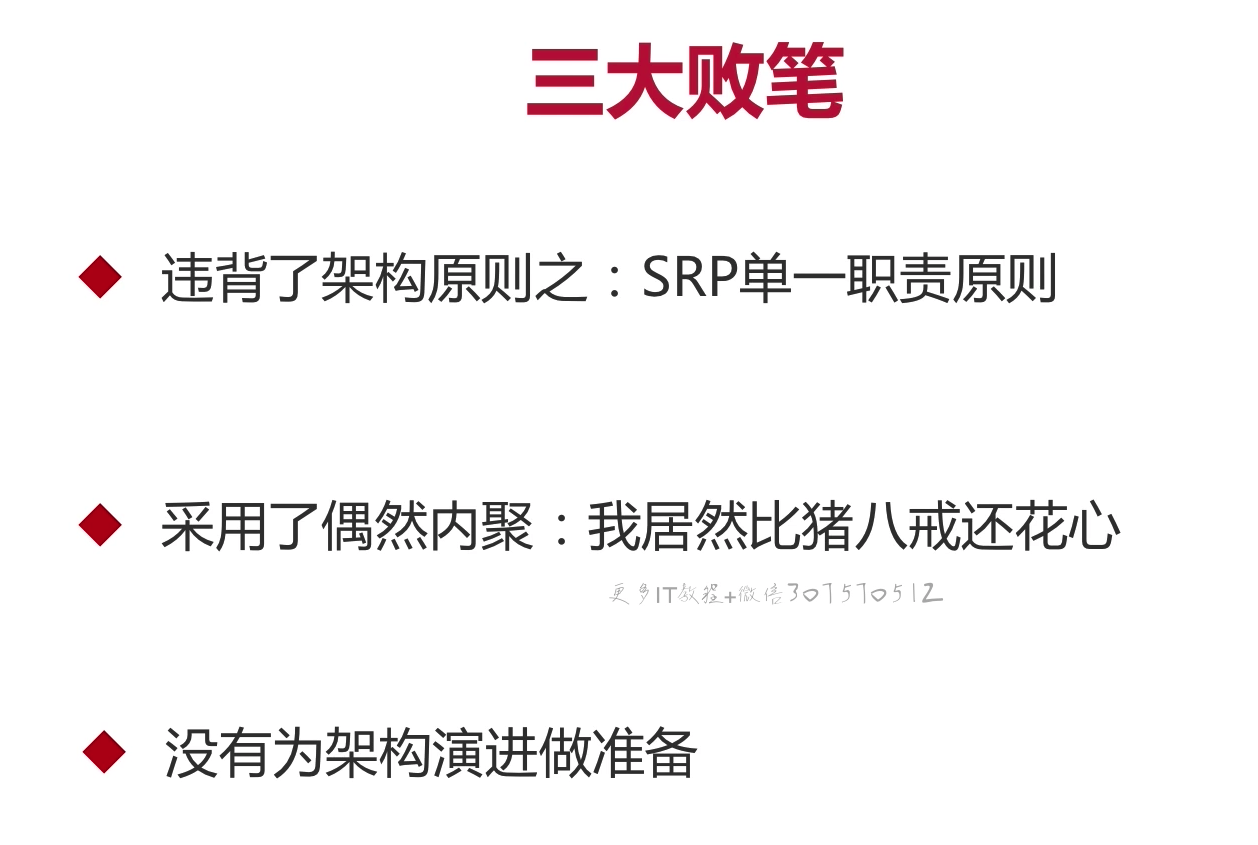 三大败笔
违背了架构原则之：SRP单一职责原则
采用了偶然内聚：我居然比猪八戒还花心
更多IT教程+微信307570512
没有为架构演进做准备